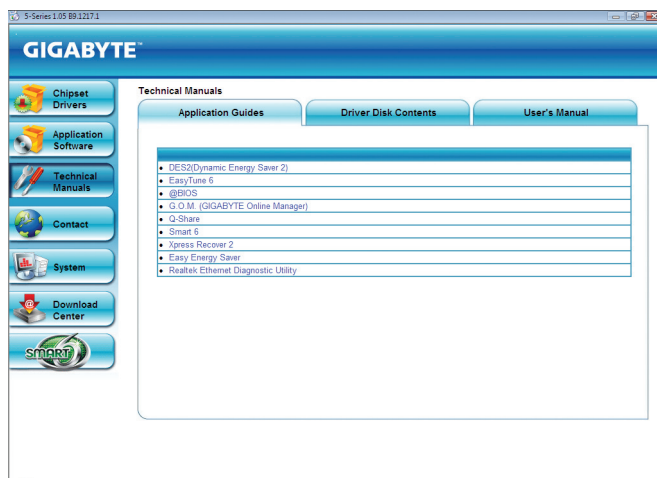 5-Series 1.05 B9.1217.1
GIGABYTE™
Chipset
Drivers
Application
Software
Technical
Manuals
Contact
System
Download
Center
SMART6
Technical Manuals
Application Guides
Driver Disk Contents
User's Manual
DES2(Dynamic Energy Saver 2)
EasyTune 6
@BIOS
G.O.M. (GIGABYTE Online Manager)
Q-Share
Smart 6
Xpress Recover 2
Easy Energy Saver
Realtek Ethernet Diagnostic Utility